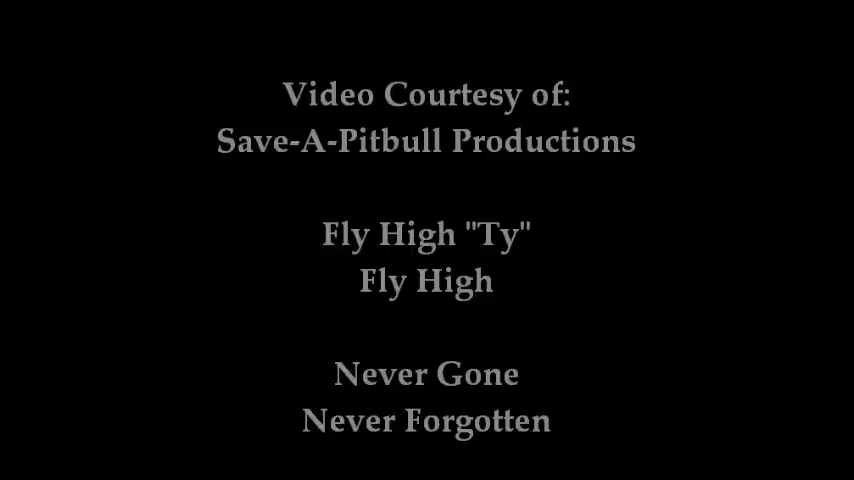 Video Courtesy of:
Save-A-Pitbull Productions
Fly High "Ty"
Fly High
Never Gone
Never Forgotten